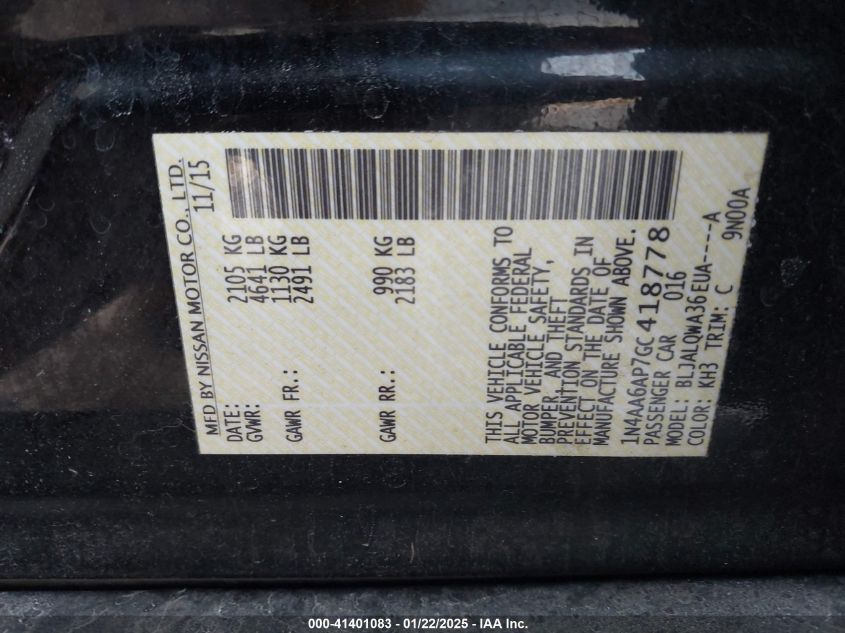 MFD BY NISSAN MOTOR CO., LTD.
DATE: 11/15
GVWR: 2105 KG
4641 LB
GAWR FR.: 1130 KG
2491 LB
GAWR RR.: 990 KG
2183 LB
THIS VEHICLE CONFORMS TO
ALL APPLICABLE FEDERAL
MOTOR VEHICLE SAFETY,
BUMPER, AND THEFT
PREVENTION STANDARDS IN
EFFECT ON THE DATE OF
MANUFACTURE SHOWN ABOVE.
1N4AA6AP7GC418778
PASSENGER CAR 016
MODEL: BLJALQWA36EUA----A
COLOR: KH3 TRIM: C 9N00A
000-41401083 - 01/22/2025 - IAA Inc.